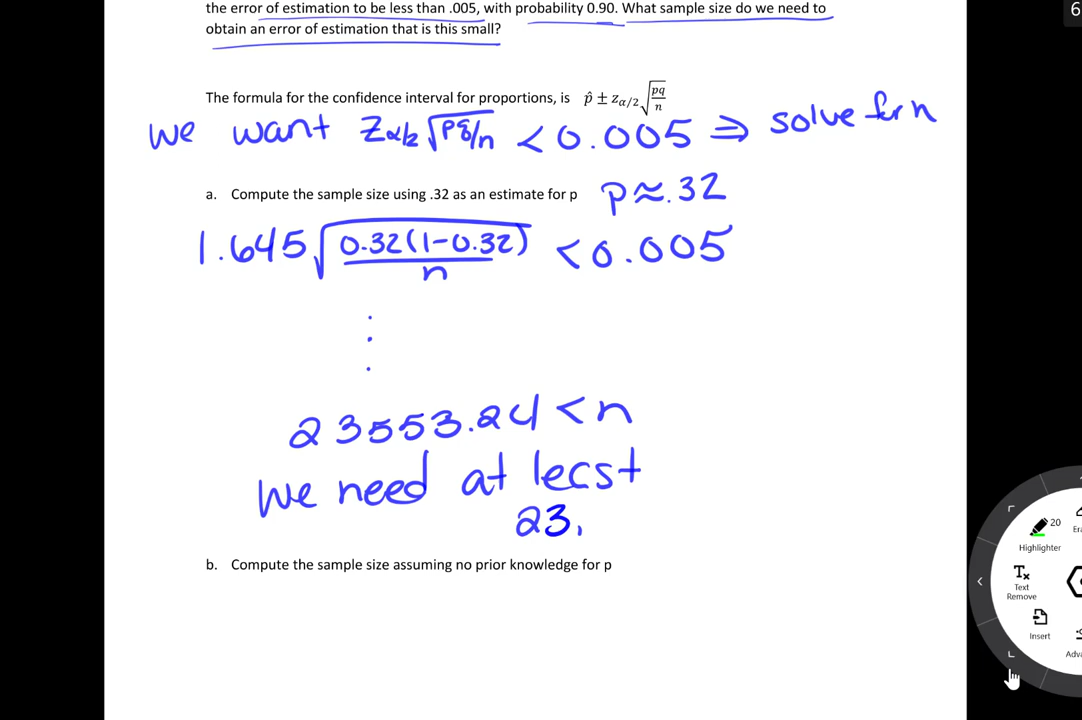 the error of estimation to be less than .005, with probability 0.90. What sample size do we need to
obtain an error of estimation that is this small?
The formula for the confidence interval for proportions, is p̂ ± z_{α/2} √(pq/n)
We want Zα/2 √(pq/n) < 0.005 ⇒ solve for n
a. Compute the sample size using .32 as an estimate for p
p ≈ .32
1.645 √(0.32(1-0.32)/n) < 0.005
⋮
23553.24 < n
We need at least
23,
b. Compute the sample size assuming no prior knowledge for p
6
20
Highlighter
Tx
Text
Remove
Insert